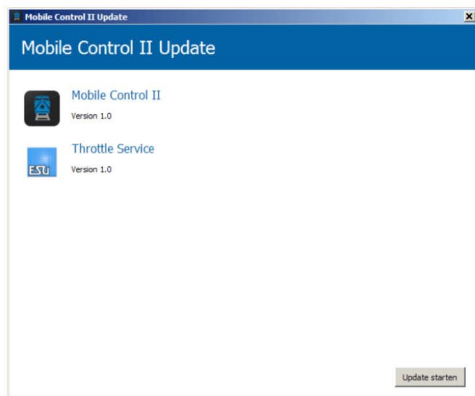 Mobile Control II Update
Mobile Control II Update
Mobile Control II
Version 1.0
Throttle Service
ESU
Version 1.0
Update starten